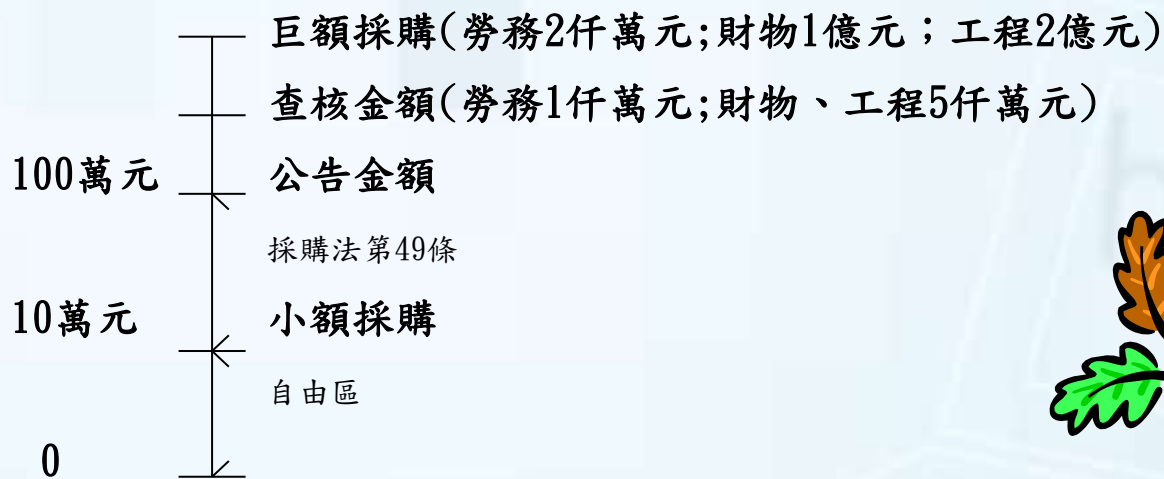 巨額採購(勞務2仟萬元;財物1億元；工程2億元)
查核金額(勞務1仟萬元;財物、工程5仟萬元)
100萬元 公告金額
採購法第49條
10萬元 小額採購
自由區
0